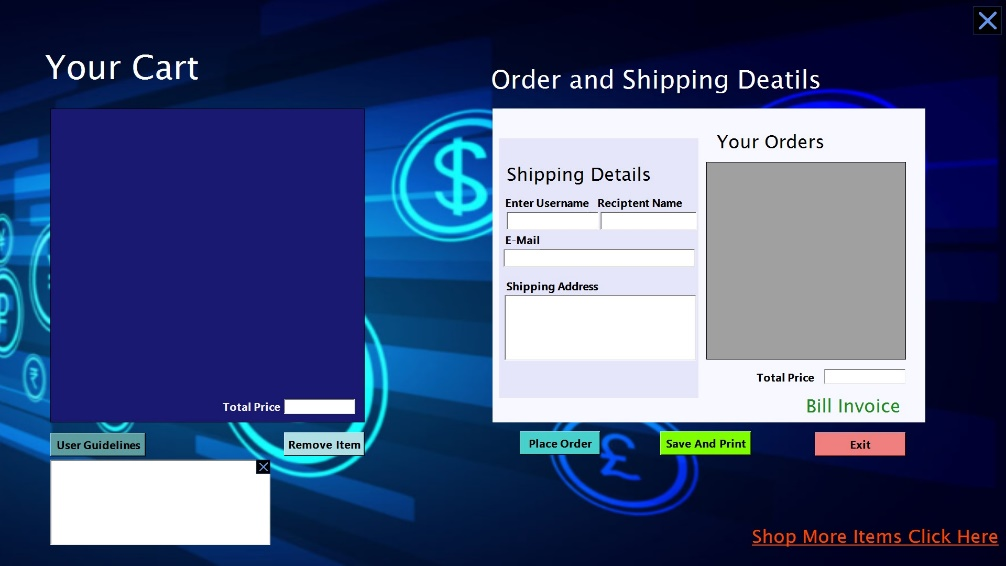 Your Cart
Order and Shipping Deatils
Your Orders
Shipping Details
Enter Username Reciptent Name
E-Mail
Shipping Address
Total Price
Total Price
Bill Invoice
User Guidelines
Remove Item
Place Order
Save And Print
Exit
Shop More Items Click Here